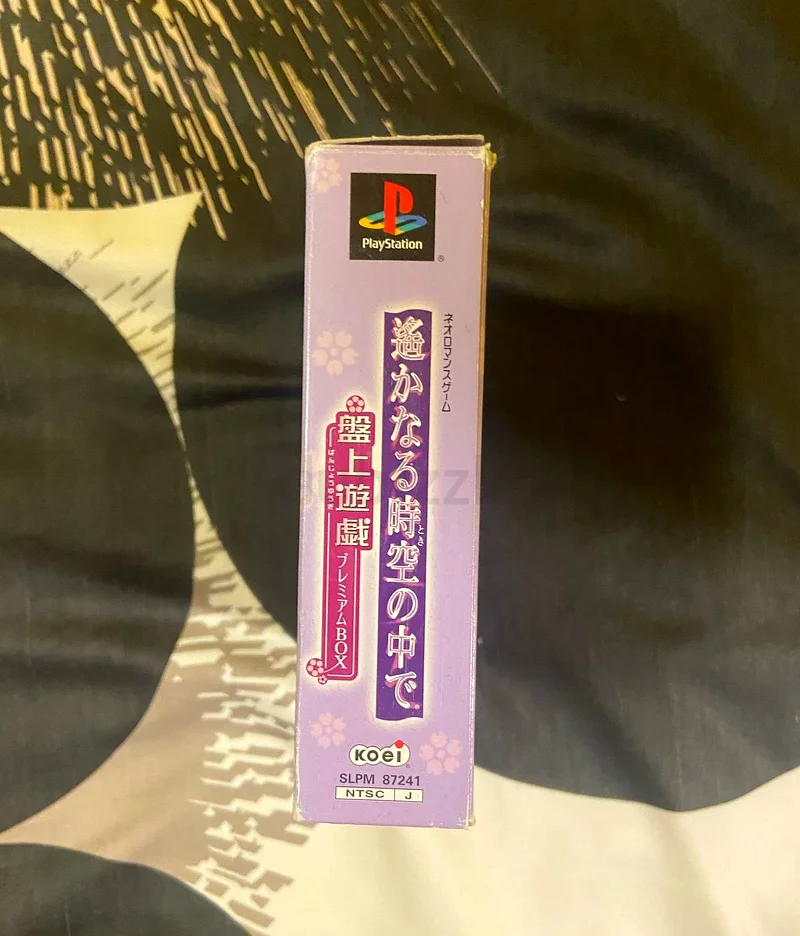 PlayStation
®
ネオロマンスゲーム
遙かなる時空の中で
とき
盤上遊戯
ばんじょうゆうぎ
プレミアムBOX
KOEI
®
SLPM 87241
NTSC J